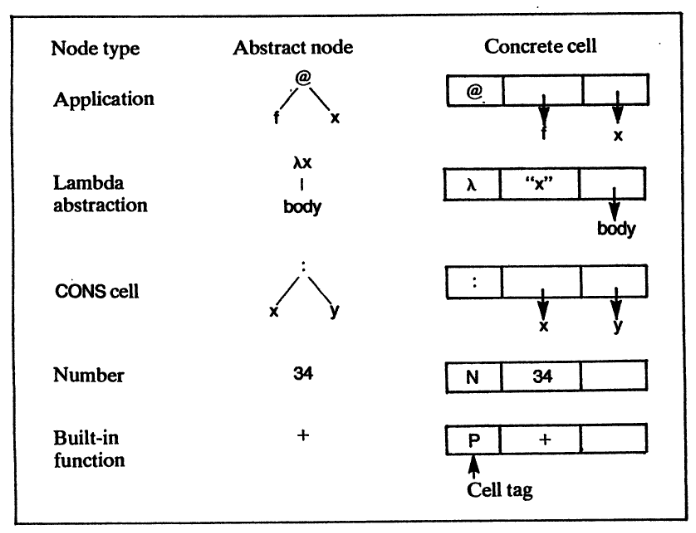 Node type Abstract node Concrete cell
Application @ @
f x f x
Lambda abstraction λx λ “x”
body body
CONS cell : :
x y x y
Number 34 N 34
Built-in function + P +
Cell tag